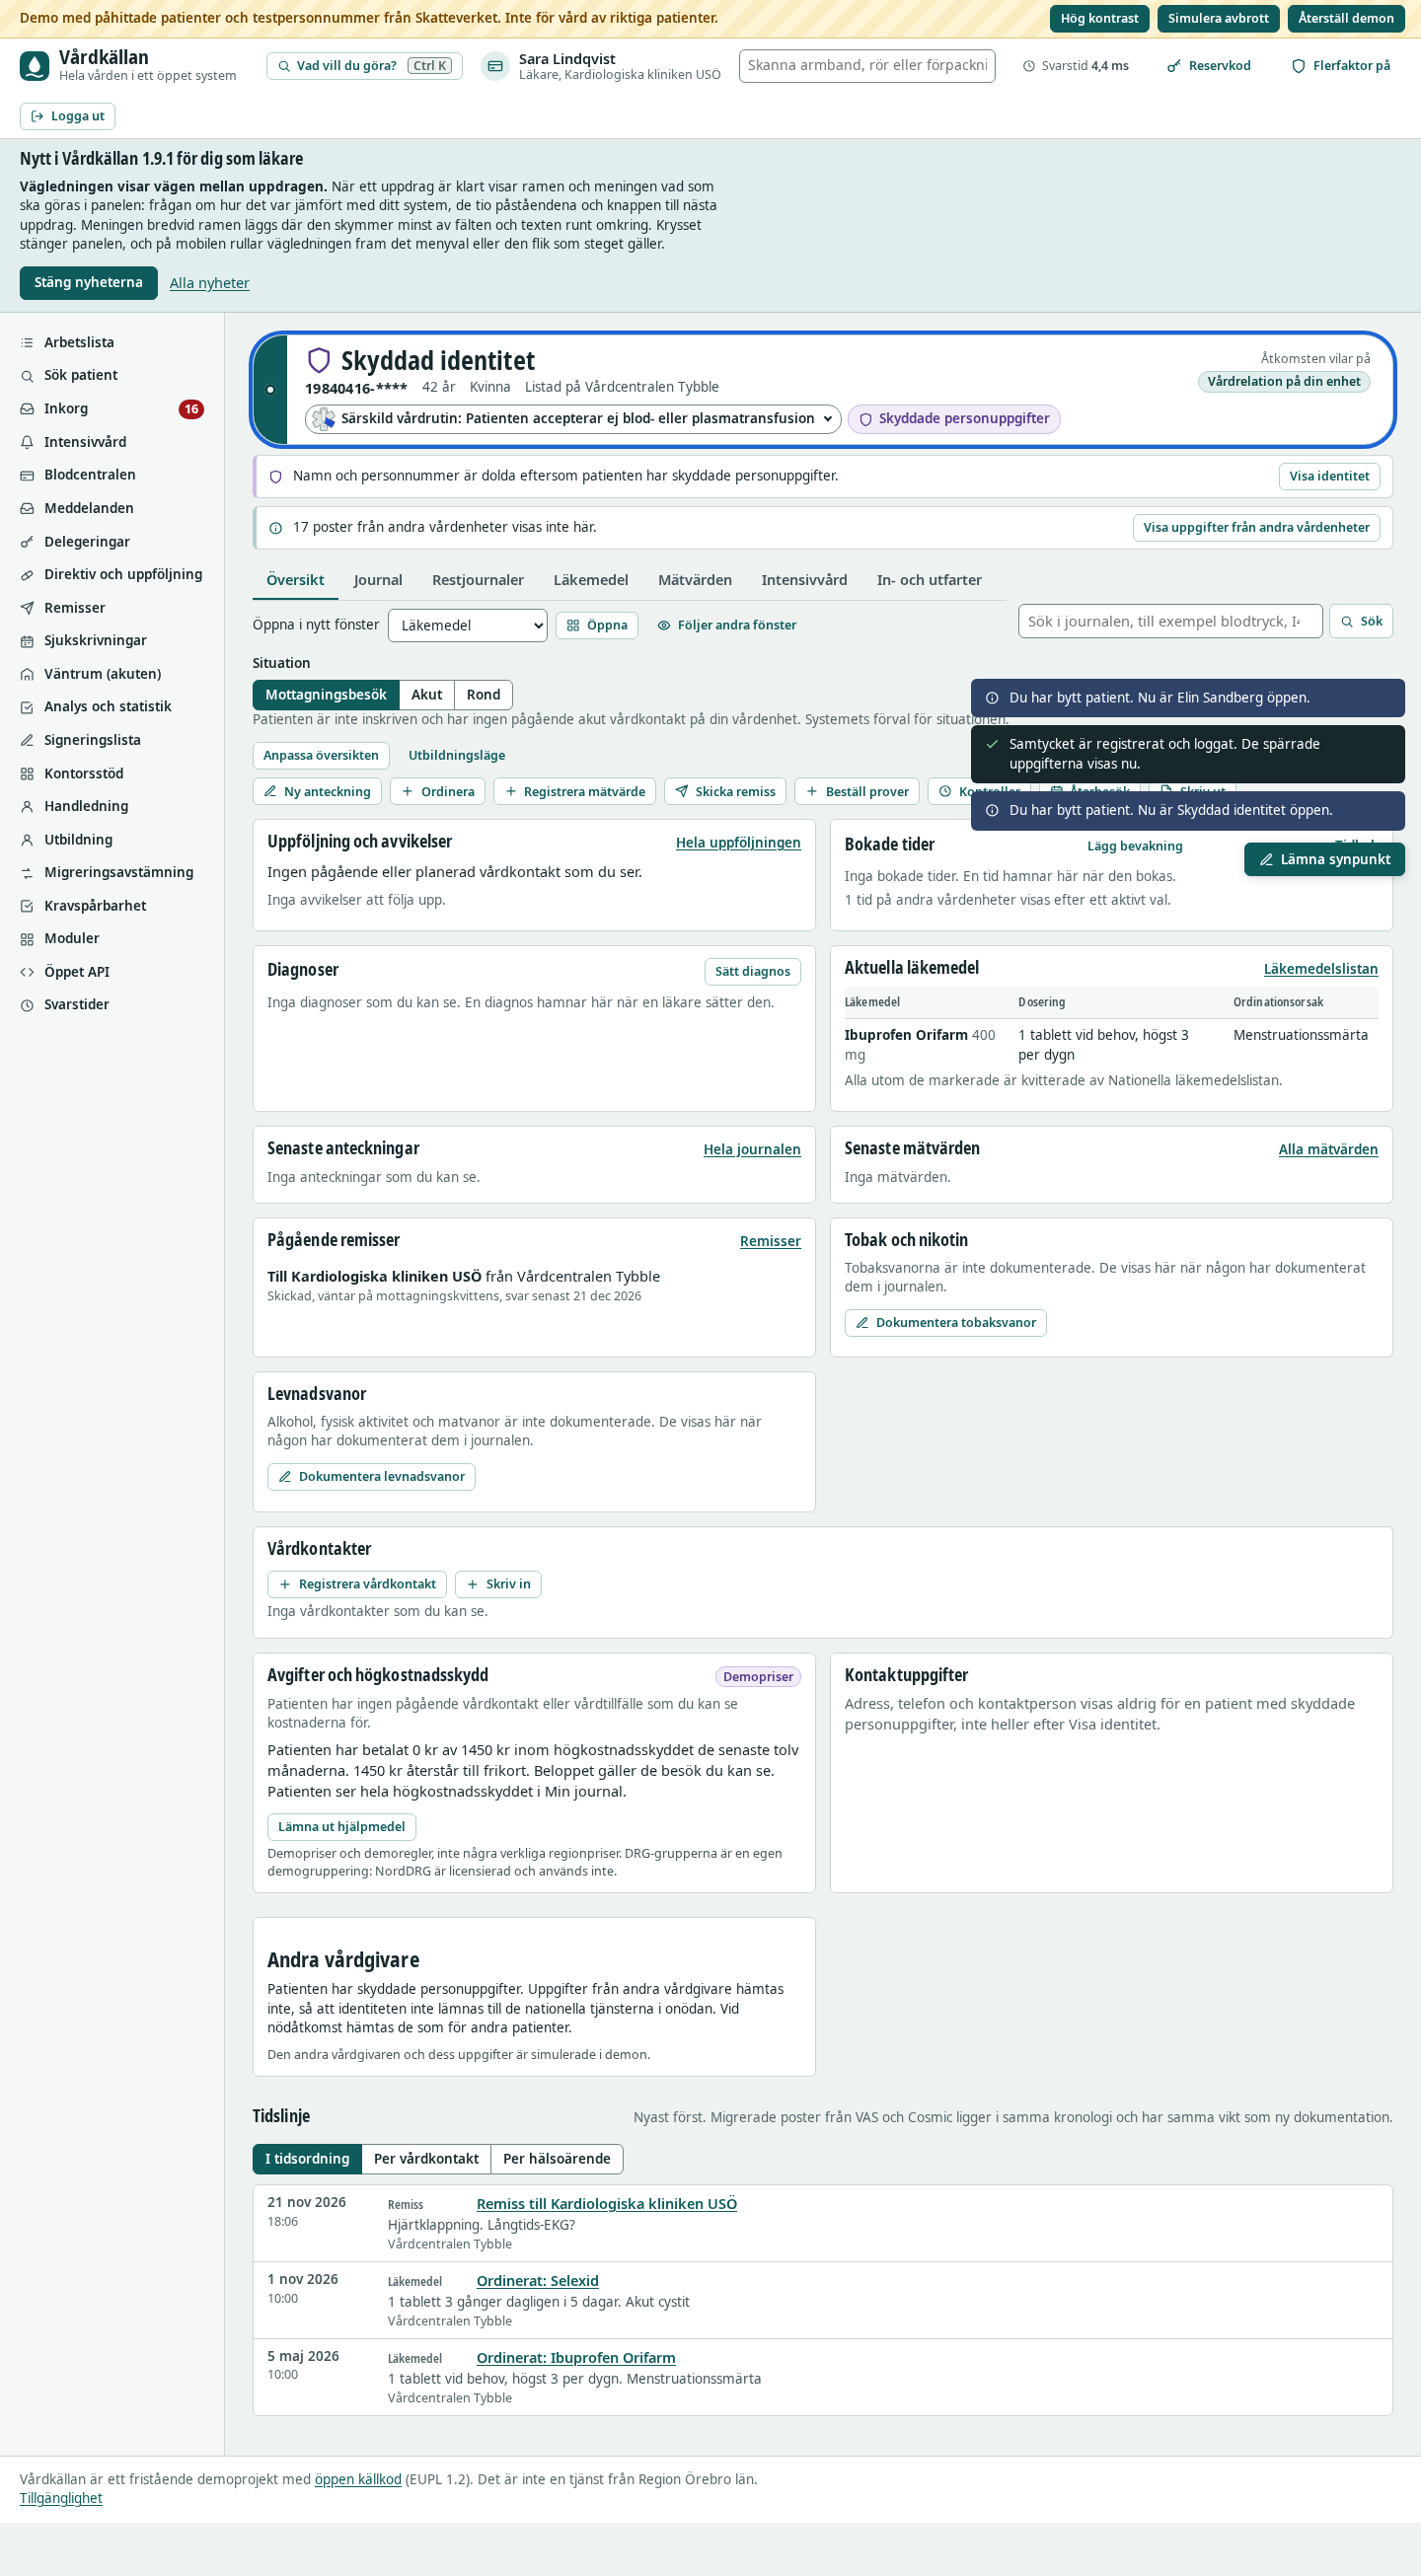 Demo med påhittade patienter och testpersonnummer från Skatteverket. Inte för vård av riktiga patienter.
Hög kontrast
Simulera avbrott
Återställ demon
Vårdkällan
Hela vården i ett öppet system
Vad vill du göra? Ctrl K
Sara Lindqvist
Läkare, Kardiologiska kliniken USÖ
Skanna armband, rör eller förpackni
Svarstid 4,4 ms
Reservkod
Flerfaktor på
Logga ut
Nytt i Vårdkällan 1.9.1 för dig som läkare
Vägledningen visar vägen mellan uppdragen. När ett uppdrag är klart visar ramen och meningen vad som
ska göras i panelen: frågan om hur det var jämfört med ditt system, de tio påståendena och knappen till nästa
uppdrag. Meningen bredvid ramen läggs där den skymmer minst av fälten och texten runt omkring. Krysset
stänger panelen, och på mobilen rullar vägledningen fram det menyval eller den flik som steget gäller.
Stäng nyheterna
Alla nyheter
Arbetslista
Sök patient
Inkorg 16
Intensivvård
Blodcentralen
Meddelanden
Delegeringar
Direktiv och uppföljning
Remisser
Sjukskrivningar
Väntrum (akuten)
Analys och statistik
Signeringslista
Kontorsstöd
Handledning
Utbildning
Migreringsavstämning
Kravspårbarhet
Moduler
Öppet API
Svarstider
Skyddad identitet
19840416-**** 42 år Kvinna Listad på Vårdcentralen Tybble
Särskild vårdrutin: Patienten accepterar ej blod- eller plasmatransfusion
Skyddade personuppgifter
Åtkomsten vilar på
Vårdrelation på din enhet
Namn och personnummer är dolda eftersom patienten har skyddade personuppgifter.
Visa identitet
17 poster från andra vårdenheter visas inte här.
Visa uppgifter från andra vårdenheter
Översikt
Journal
Restjournaler
Läkemedel
Mätvärden
Intensivvård
In- och utfarter
Öppna i nytt fönster
Läkemedel
Öppna
Följer andra fönster
Sök i journalen, till exempel blodtryck, I
Sök
Situation
Mottagningsbesök
Akut
Rond
Patienten är inte inskriven och har ingen pågående akut vårdkontakt på din vårdenhet. Systemets förval för situationen.
Du har bytt patient. Nu är Elin Sandberg öppen.
Samtycket är registrerat och loggat. De spärrade
uppgifterna visas nu.
Du har bytt patient. Nu är Skyddad identitet öppen.
Anpassa översikten
Utbildningsläge
Ny anteckning
Ordinera
Registrera mätvärde
Skicka remiss
Beställ prover
Lämna synpunkt
Uppföljning och avvikelser
Hela uppföljningen
Ingen pågående eller planerad vårdkontakt som du ser.
Inga avvikelser att följa upp.
Bokade tider
Lägg bevakning
Inga bokade tider. En tid hamnar här när den bokas.
1 tid på andra vårdenheter visas efter ett aktivt val.
Diagnoser
Sätt diagnos
Inga diagnoser som du kan se. En diagnos hamnar här när en läkare sätter den.
Aktuella läkemedel
Läkemedelslistan
Läkemedel Dosering Ordinationsorsak
Ibuprofen Orifarm 400 1 tablett vid behov, högst 3 Menstruationssmärta
mg per dygn
Alla utom de markerade är kvitterade av Nationella läkemedelslistan.
Senaste anteckningar
Hela journalen
Inga anteckningar som du kan se.
Senaste mätvärden
Alla mätvärden
Inga mätvärden.
Pågående remisser
Remisser
Till Kardiologiska kliniken USÖ från Vårdcentralen Tybble
Skickad, väntar på mottagningskvittens, svar senast 21 dec 2026
Tobak och nikotin
Tobaksvanorna är inte dokumenterade. De visas här när någon har dokumenterat
dem i journalen.
Dokumentera tobaksvanor
Levnadsvanor
Alkohol, fysisk aktivitet och matvanor är inte dokumenterade. De visas här när
någon har dokumenterat dem i journalen.
Dokumentera levnadsvanor
Vårdkontakter
Registrera vårdkontakt
Skriv in
Inga vårdkontakter som du kan se.
Avgifter och högkostnadsskydd
Demopriser
Patienten har ingen pågående vårdkontakt eller vårdtillfälle som du kan se
kostnaderna för.
Patienten har betalat 0 kr av 1450 kr inom högkostnadsskyddet de senaste tolv
månaderna. 1450 kr återstår till frikort. Beloppet gäller de besök du kan se.
Patienten ser hela högkostnadsskyddet i Min journal.
Lämna ut hjälpmedel
Demopriser och demoregler, inte några verkliga regionpriser. DRG-grupperna är en egen
demogruppering: NordDRG är licensierad och används inte.
Kontaktuppgifter
Adress, telefon och kontaktperson visas aldrig för en patient med skyddade
personuppgifter, inte heller efter Visa identitet.
Andra vårdgivare
Patienten har skyddade personuppgifter. Uppgifter från andra vårdgivare hämtas
inte, så att identiteten inte lämnas till de nationella tjänsterna i onödan. Vid
nödåtkomst hämtas de som för andra patienter.
Den andra vårdgivaren och dess uppgifter är simulerade i demon.
Tidslinje
Nyast först. Migrerade poster från VAS och Cosmic ligger i samma kronologi och har samma vikt som ny dokumentation.
I tidsordning
Per vårdkontakt
Per hälsoärende
21 nov 2026 Remiss Remiss till Kardiologiska kliniken USÖ
18:06 Hjärtklappning. Långtids-EKG?
Vårdcentralen Tybble
1 nov 2026 Läkemedel Ordinerat: Selexid
10:00 1 tablett 3 gånger dagligen i 5 dagar. Akut cystit
Vårdcentralen Tybble
5 maj 2026 Läkemedel Ordinerat: Ibuprofen Orifarm
10:00 1 tablett vid behov, högst 3 per dygn. Menstruationssmärta
Vårdcentralen Tybble
Vårdkällan är ett fristående demoprojekt med öppen källkod (EUPL 1.2). Det är inte en tjänst från Region Örebro län.
Tillgänglighet